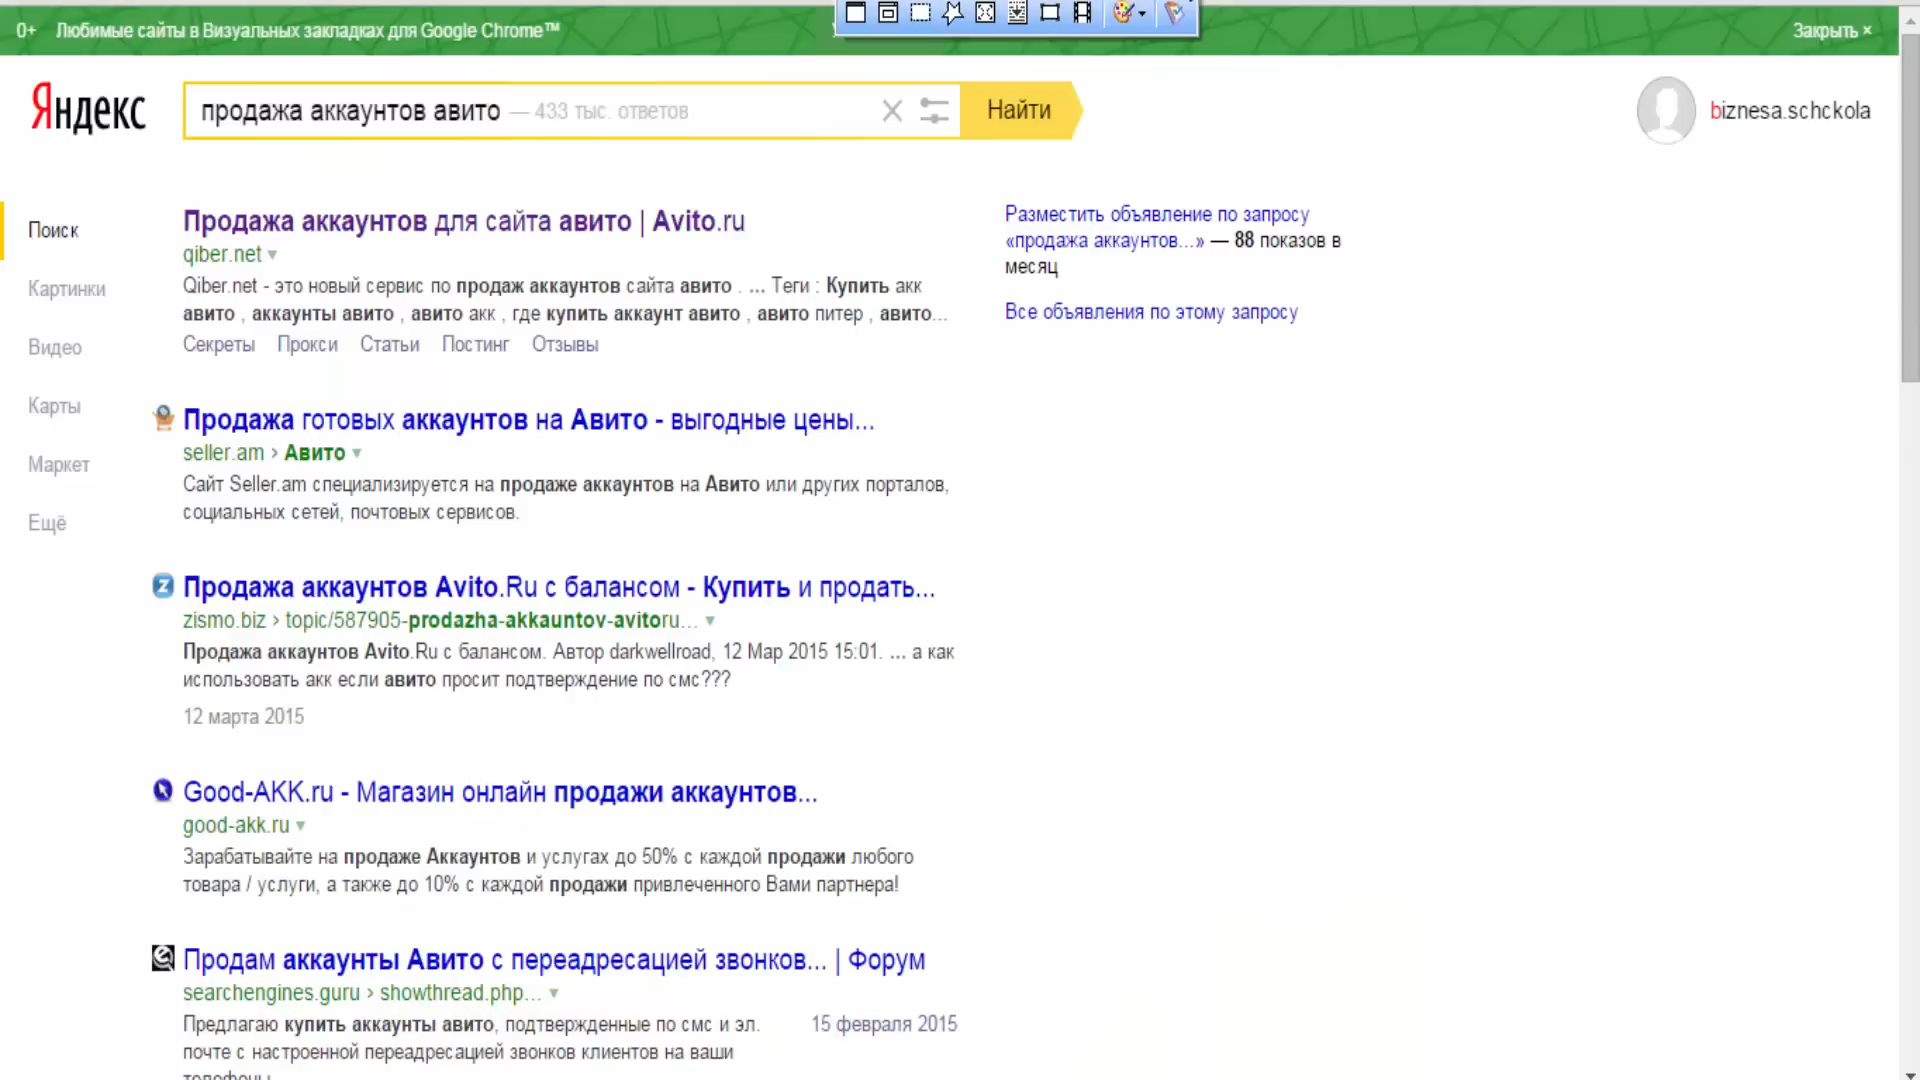 0+ Любимые сайты в Визуальных закладках для Google Chrome™
Закрыть ×
Яндекс
продажа аккаунтов авито — 433 тыс. ответов
Найти
biznesa.schckola
Поиск
Картинки
Видео
Карты
Маркет
Ещё
Продажа аккаунтов для сайта авито | Avito.ru
qiber.net
Qiber.net - это новый сервис по продаж аккаунтов сайта авито . ... Теги : Купить акк
авито , аккаунты авито , авито акк , где купить аккаунт авито , авито питер , авито...
Секреты Прокси Статьи Постинг Отзывы
Продажа готовых аккаунтов на Авито - выгодные цены...
seller.am › Авито
Сайт Seller.am специализируется на продаже аккаунтов на Авито или других порталов,
социальных сетей, почтовых сервисов.
Продажа аккаунтов Avito.Ru с балансом - Купить и продать...
zismo.biz › topic/587905-prodazha-akkauntov-avitoru...
Продажа аккаунтов Avito.Ru с балансом. Автор darkwellroad, 12 Мар 2015 15:01. ... а как
использовать акк если авито просит подтверждение по смс???
12 марта 2015
Good-AKK.ru - Магазин онлайн продажи аккаунтов...
good-akk.ru
Зарабатывайте на продаже Аккаунтов и услугах до 50% с каждой продажи любого
товара / услуги, а также до 10% с каждой продажи привлеченного Вами партнера!
Продам аккаунты Авито с переадресацией звонков... | Форум
searchengines.guru › showthread.php...
Предлагаю купить аккаунты авито, подтвержденные по смс и эл.
почте с настроенной переадресацией звонков клиентов на ваши
телефоны.
15 февраля 2015
Разместить объявление по запросу
«продажа аккаунтов...» — 88 показов в
месяц
Все объявления по этому запросу